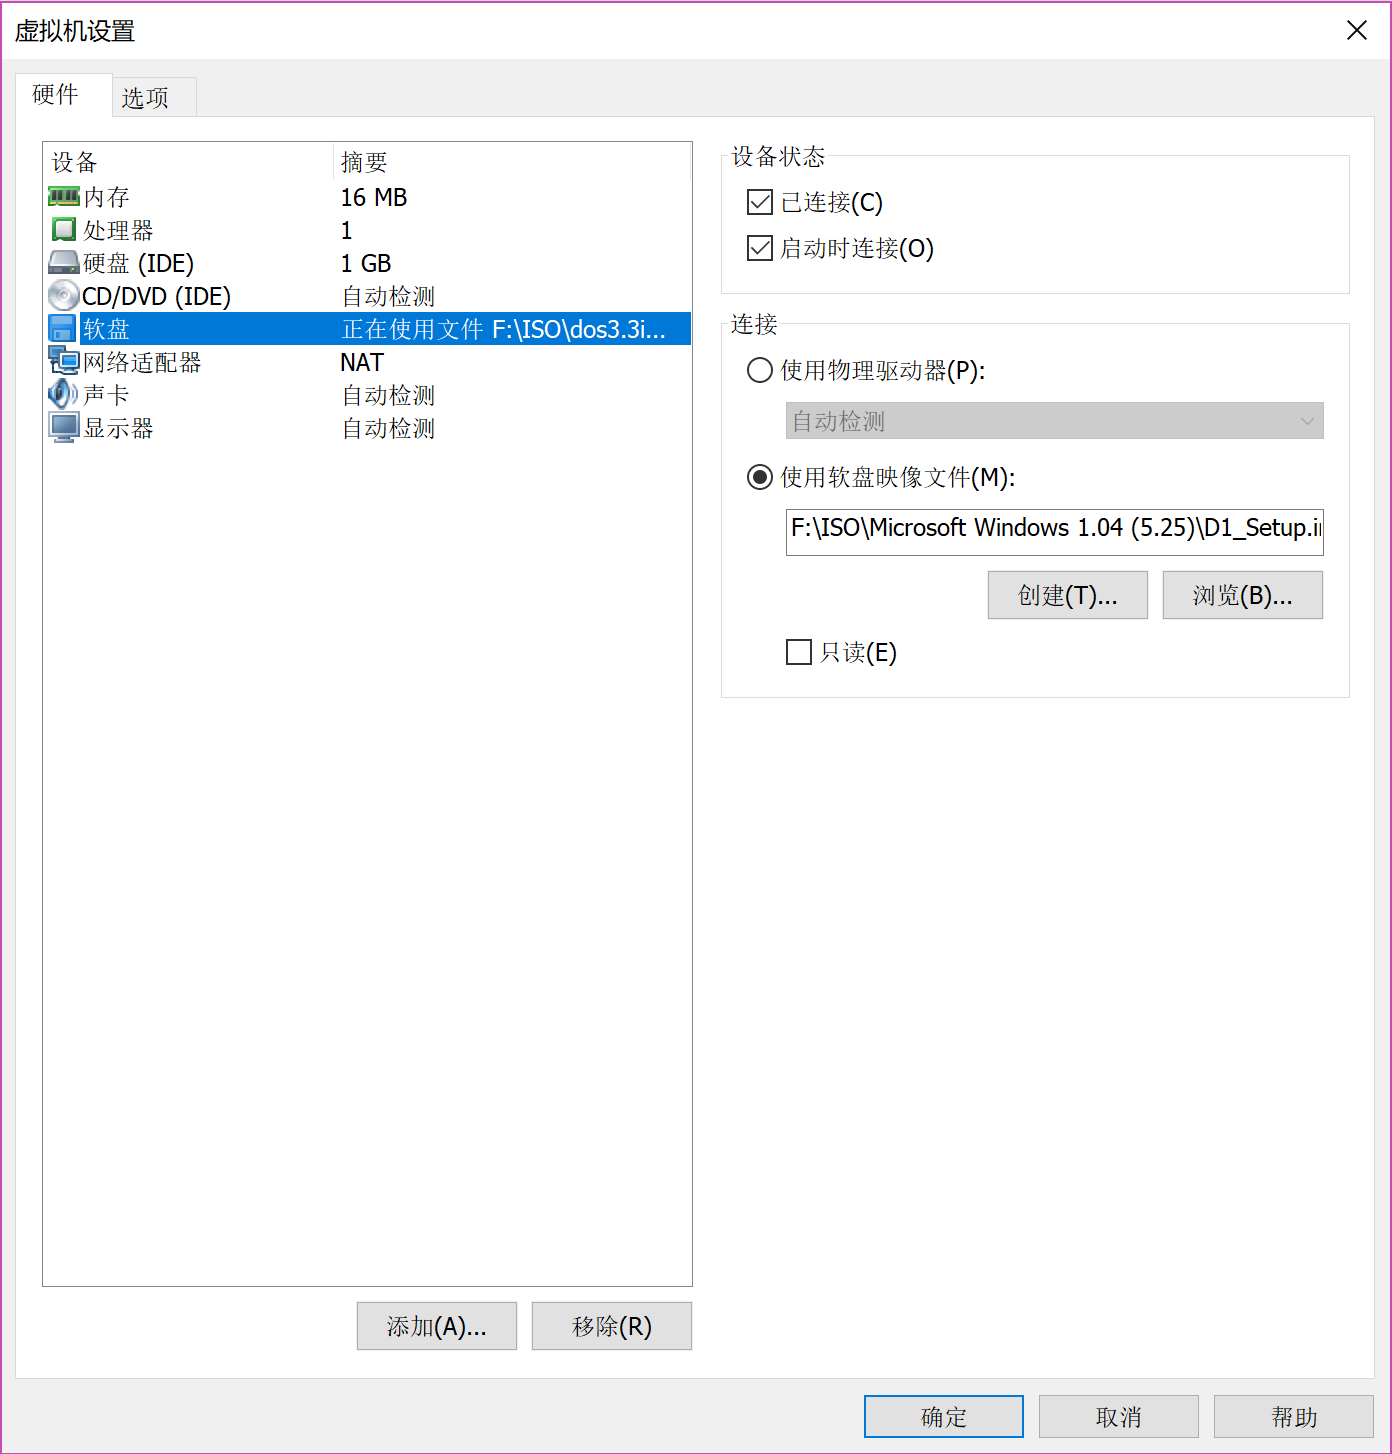 虚拟机设置
硬件 选项
设备 摘要
内存 16 MB
处理器 1
硬盘 (IDE) 1 GB
CD/DVD (IDE) 自动检测
软盘 正在使用文件 F:\ISO\dos3.3i...
网络适配器 NAT
声卡 自动检测
显示器 自动检测
添加(A)... 移除(R)
设备状态
已连接(C)
启动时连接(O)
连接
使用物理驱动器(P):
自动检测
使用软盘映像文件(M):
F:\ISO\Microsoft Windows 1.04 (5.25)\D1_Setup.i
创建(T)... 浏览(B)...
只读(E)
确定 取消 帮助